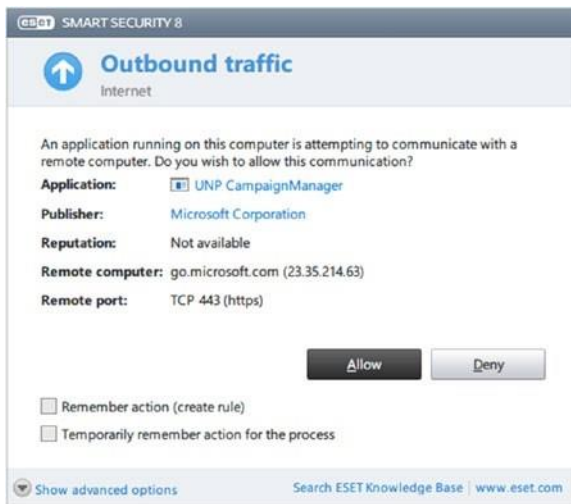 eset SMART SECURITY 8
Outbound traffic
Internet
An application running on this computer is attempting to communicate with a
remote computer. Do you wish to allow this communication?
Application: UNP CampaignManager
Publisher: Microsoft Corporation
Reputation: Not available
Remote computer: go.microsoft.com (23.35.214.63)
Remote port: TCP 443 (https)
Allow Deny
Remember action (create rule)
Temporarily remember action for the process
Show advanced options Search ESET Knowledge Base | www.eset.com